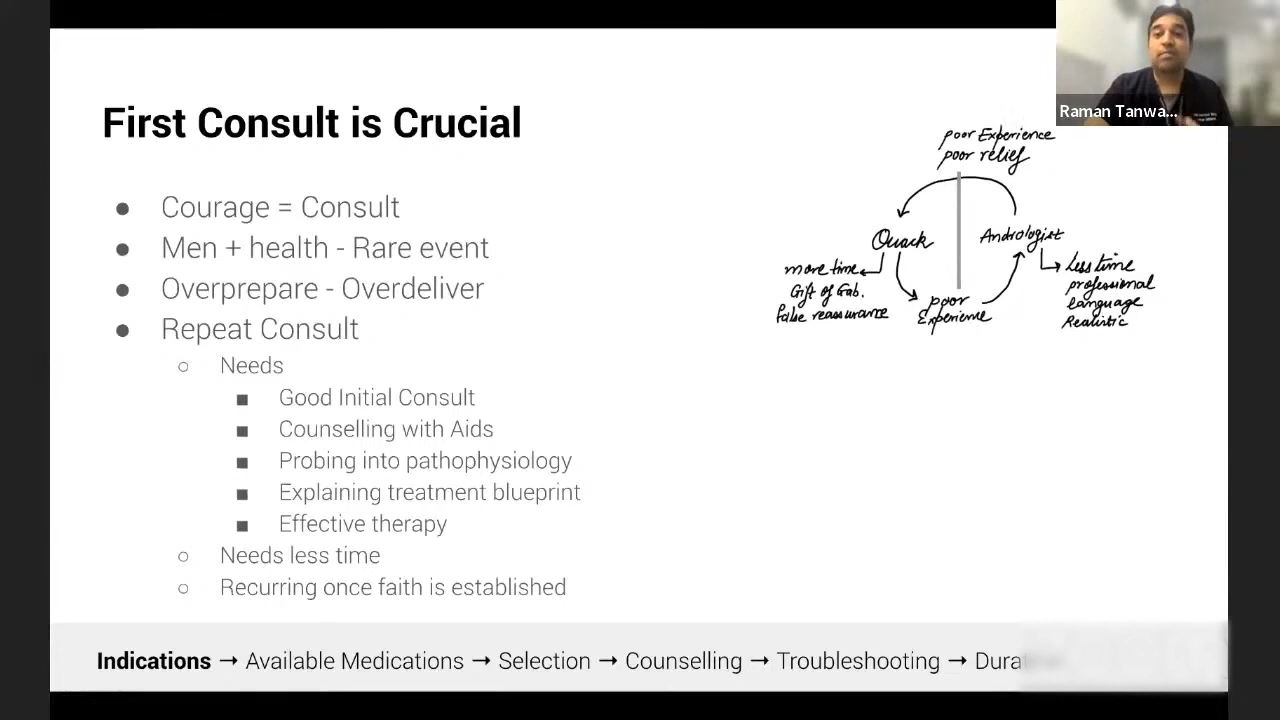 First Consult is Crucial
Courage = Consult
Men + health - Rare event
Overprepare - Overdeliver
Repeat Consult
Needs
Good Initial Consult
Counselling with Aids
Probing into pathophysiology
Explaining treatment blueprint
Effective therapy
Needs less time
Recurring once faith is established
poor Experience
poor relief
Quack
Andrologist
more time
Gift of Gab.
False reassurance
poor
Experience
Less time
professional
language
Realistic
Raman Tanwa...
Indications → Available Medications → Selection → Counselling → Troubleshooting →